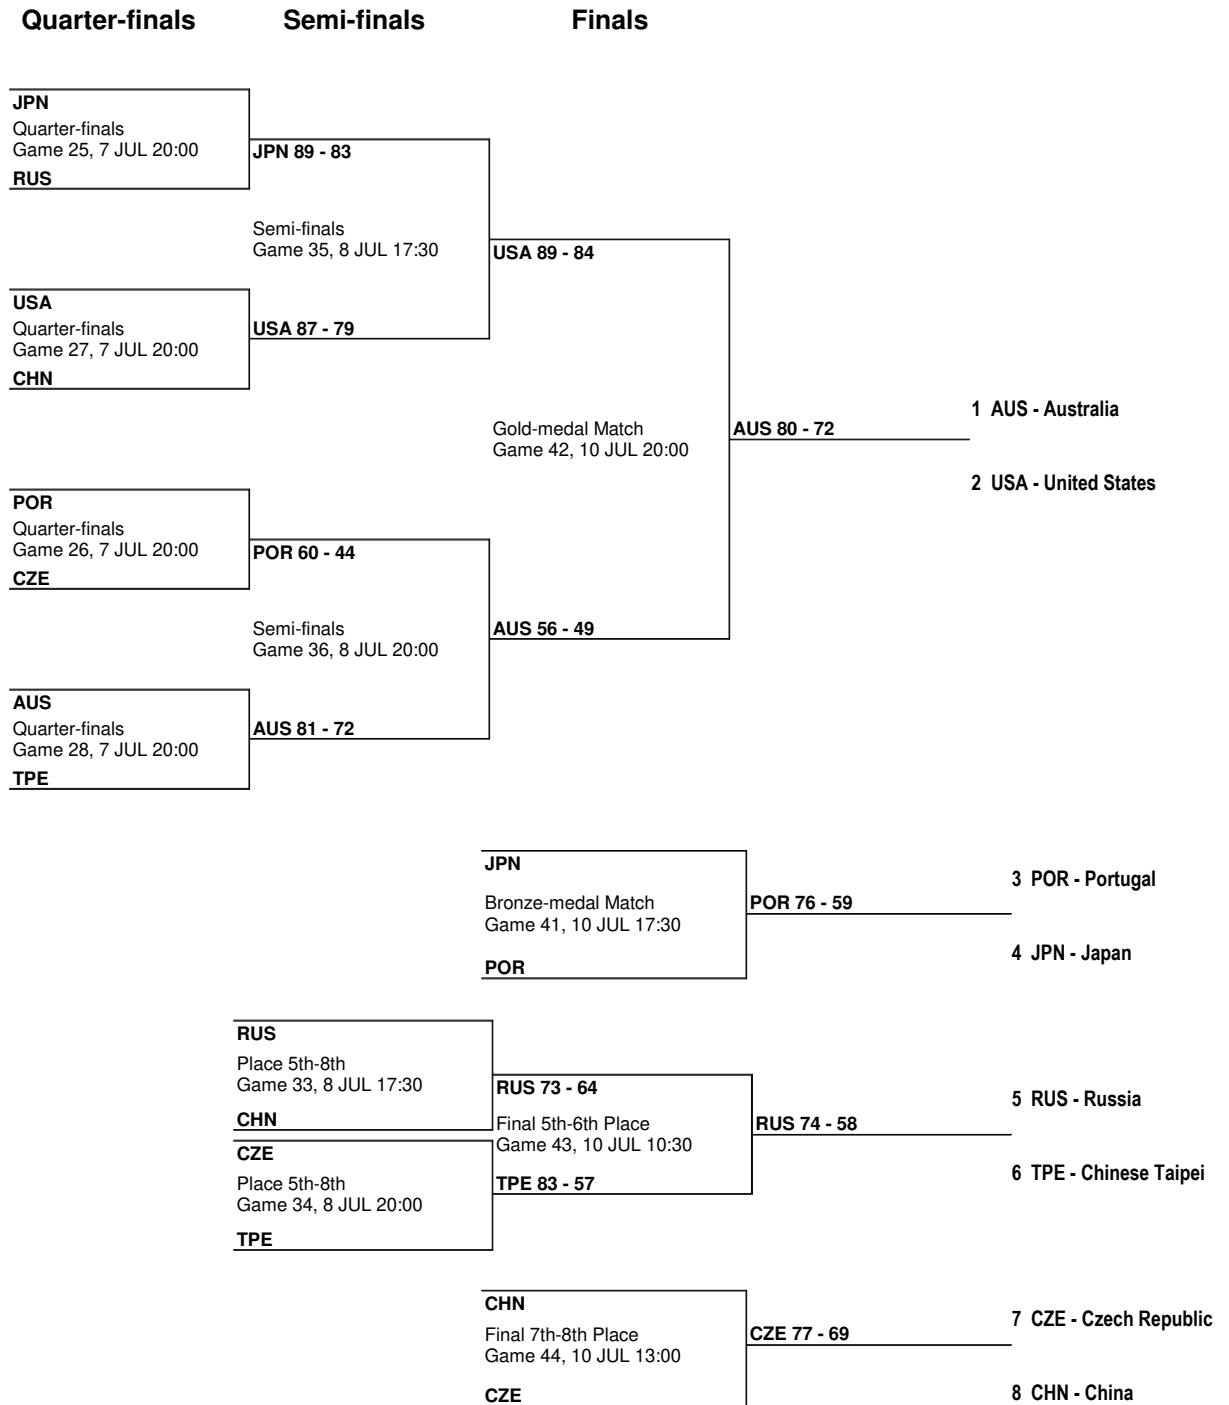 Quarter-finals Semi-finals Finals
JPN
Quarter-finals
Game 25, 7 JUL 20:00
RUS
JPN 89 - 83
Semi-finals
Game 35, 8 JUL 17:30
USA 89 - 84
USA
Quarter-finals
Game 27, 7 JUL 20:00
CHN
USA 87 - 79
Gold-medal Match
Game 42, 10 JUL 20:00
AUS 80 - 72
1 AUS - Australia
2 USA - United States
POR
Quarter-finals
Game 26, 7 JUL 20:00
CZE
POR 60 - 44
Semi-finals
Game 36, 8 JUL 20:00
AUS 56 - 49
AUS
Quarter-finals
Game 28, 7 JUL 20:00
TPE
AUS 81 - 72
JPN
Bronze-medal Match
Game 41, 10 JUL 17:30
POR
POR 76 - 59
3 POR - Portugal
4 JPN - Japan
RUS
Place 5th-8th
Game 33, 8 JUL 17:30
CHN
RUS 73 - 64
Final 5th-6th Place
Game 43, 10 JUL 10:30
RUS 74 - 58
5 RUS - Russia
6 TPE - Chinese Taipei
CZE
Place 5th-8th
Game 34, 8 JUL 20:00
TPE
TPE 83 - 57
CHN
Final 7th-8th Place
Game 44, 10 JUL 13:00
CZE
CZE 77 - 69
7 CZE - Czech Republic
8 CHN - China